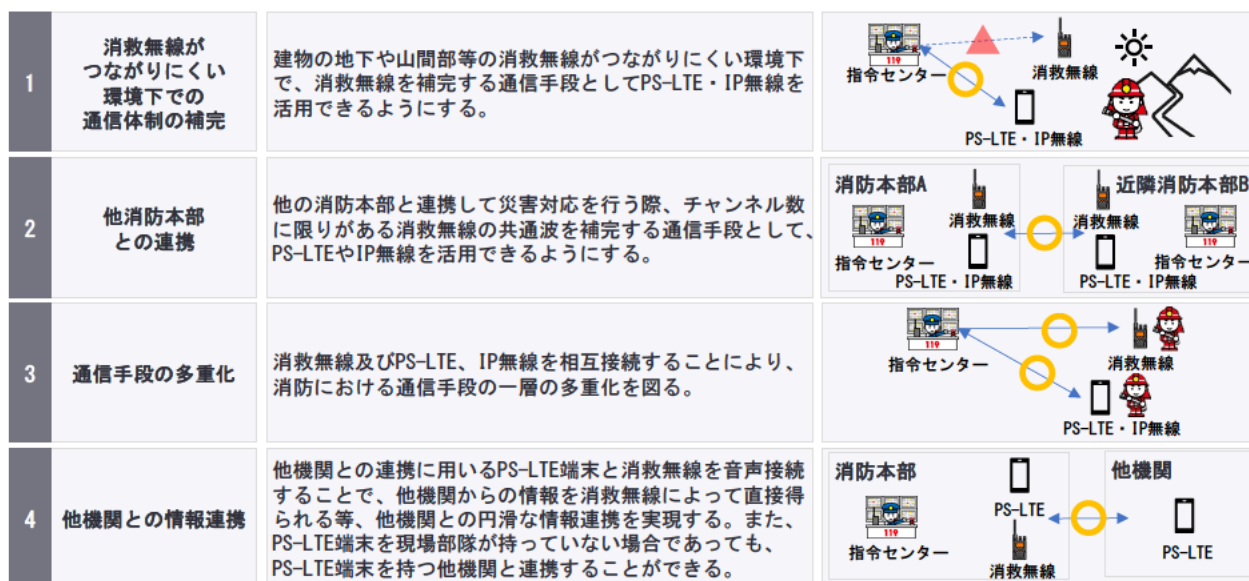 1
消救無線が
つながりにくい
環境下での
通信体制の補完
建物の地下や山間部等の消救無線がつながりにくい環境下
で、消救無線を補完する通信手段としてPS-LTE・IP無線を
活用できるようにする。
119
指令センター
消救無線
PS-LTE・IP無線
2
他消防本部
との連携
他の消防本部と連携して災害対応を行う際、チャンネル数
に限りがある消救無線の共通波を補完する通信手段として、
PS-LTEやIP無線を活用できるようにする。
消防本部A
消救無線
119
指令センター
PS-LTE・IP無線
近隣消防本部B
消救無線
119
指令センター
PS-LTE・IP無線
3
通信手段の多重化
消救無線及びPS-LTE、IP無線を相互接続することにより、
消防における通信手段の一層の多重化を図る。
119
指令センター
消救無線
PS-LTE・IP無線
4
他機関との情報連携
他機関との連携に用いるPS-LTE端末と消救無線を音声接続
することで、他機関からの情報を消救無線によって直接得
られる等、他機関との円滑な情報連携を実現する。また、
PS-LTE端末を現場部隊が持っていない場合であっても、
PS-LTE端末を持つ他機関と連携することができる。
消防本部
PS-LTE
119
指令センター
消救無線
他機関
PS-LTE